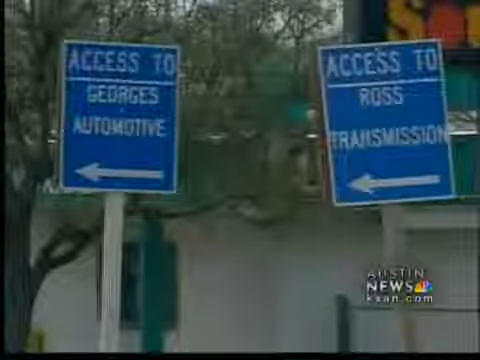 ACCESS TO
GEORGES
AUTOMOTIVE
ACCESS TO
ROSS
TRANSMISSION
AUSTIN
NEWS
kxan.com